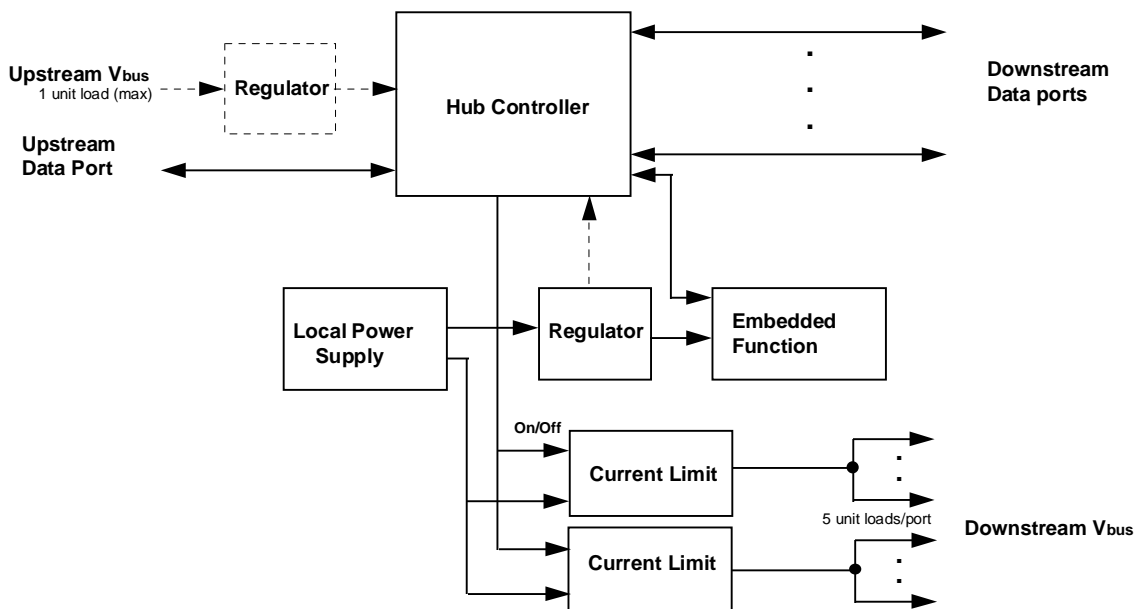 Upstream Vbus
1 unit load (max)
Regulator
Hub Controller
Downstream
Data ports
Upstream
Data Port
Local Power
Supply
Regulator
Embedded
Function
On/Off
Current Limit
5 unit loads/port
Downstream Vbus
Current Limit